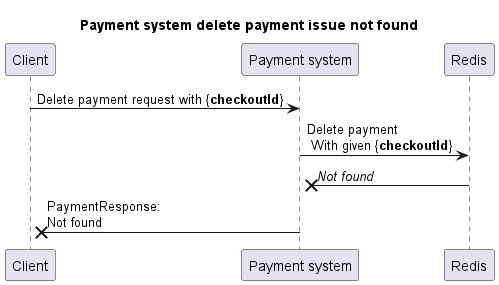 Payment system delete payment issue not found
Client
Payment system
Redis
Delete payment request with {checkoutId}
Delete payment
With given {checkoutId}
Not found
PaymentResponse:
Not found
Client
Payment system
Redis